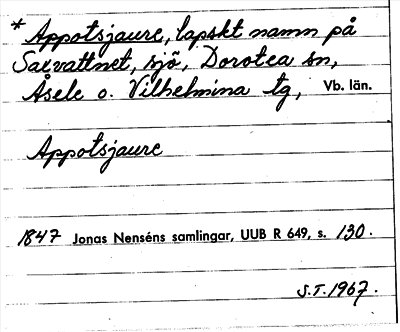 * Appotsjaure, lapskt namn på
Saxvattnet, sjö, Dorotea sn,
Åsele o. Vilhelmina tg, Vb. län.
Appotsjaure
1847 Jonas Nenséns samlingar, UUB R 649, s. 130.
S.T. 1967.